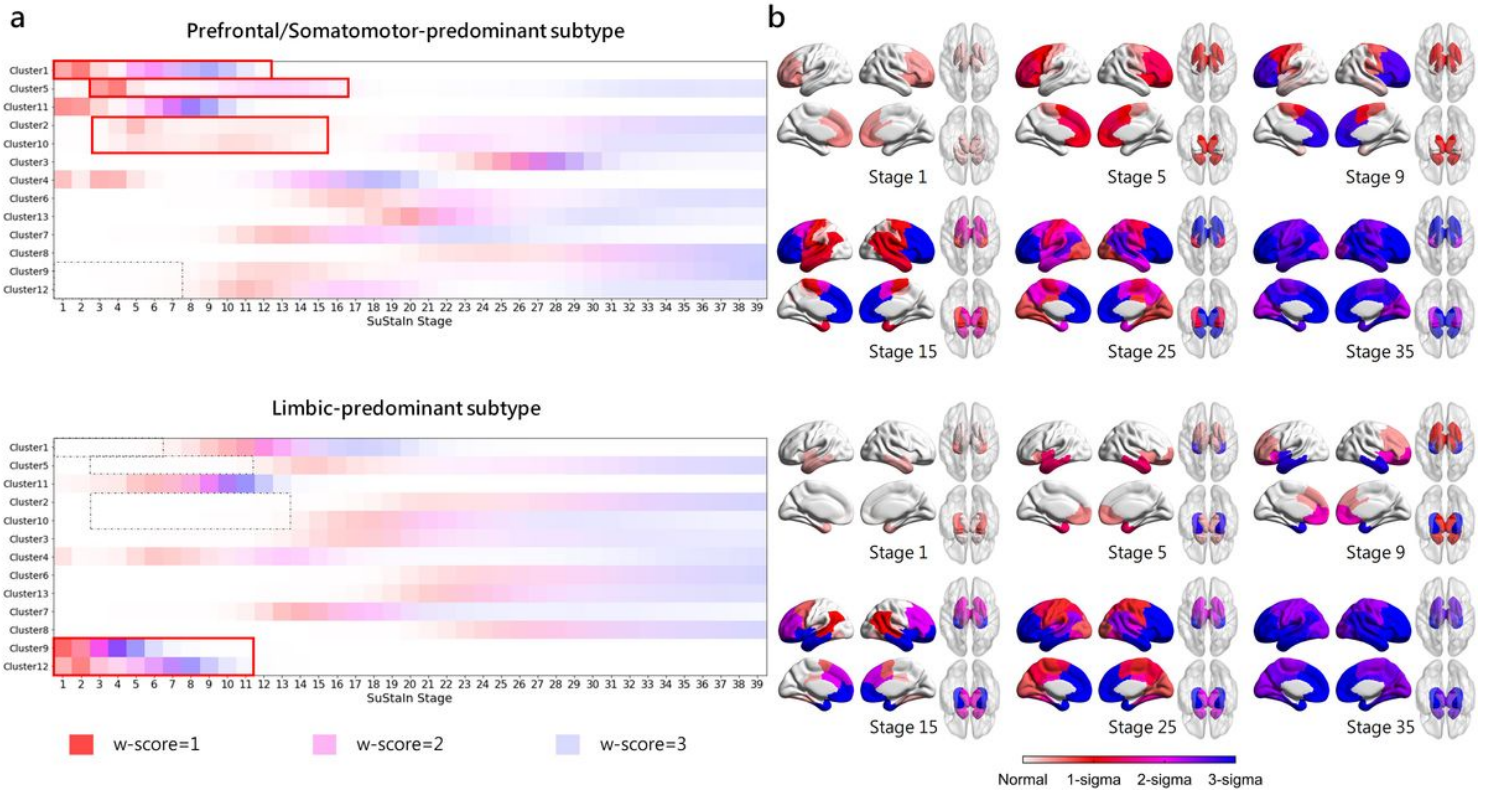 a
Prefrontal/Somatomotor-predominant subtype
Cluster1
Cluster5
Cluster11
Cluster2
Cluster10
Cluster3
Cluster4
Cluster6
Cluster13
Cluster7
Cluster8
Cluster9
Cluster12
1 2 3 4 5 6 7 8 9 10 11 12 13 14 15 16 17 18 19 20 21 22 23 24 25 26 27 28 29 30 31 32 33 34 35 36 37 38 39
SuStaIn Stage
Limbic-predominant subtype
Cluster1
Cluster5
Cluster11
Cluster2
Cluster10
Cluster3
Cluster4
Cluster6
Cluster13
Cluster7
Cluster8
Cluster9
Cluster12
1 2 3 4 5 6 7 8 9 10 11 12 13 14 15 16 17 18 19 20 21 22 23 24 25 26 27 28 29 30 31 32 33 34 35 36 37 38 39
SuStaIn Stage
w-score=1 w-score=2 w-score=3
b
Stage 1 Stage 5 Stage 9
Stage 15 Stage 25 Stage 35
Stage 1 Stage 5 Stage 9
Stage 15 Stage 25 Stage 35
Normal 1-sigma 2-sigma 3-sigma